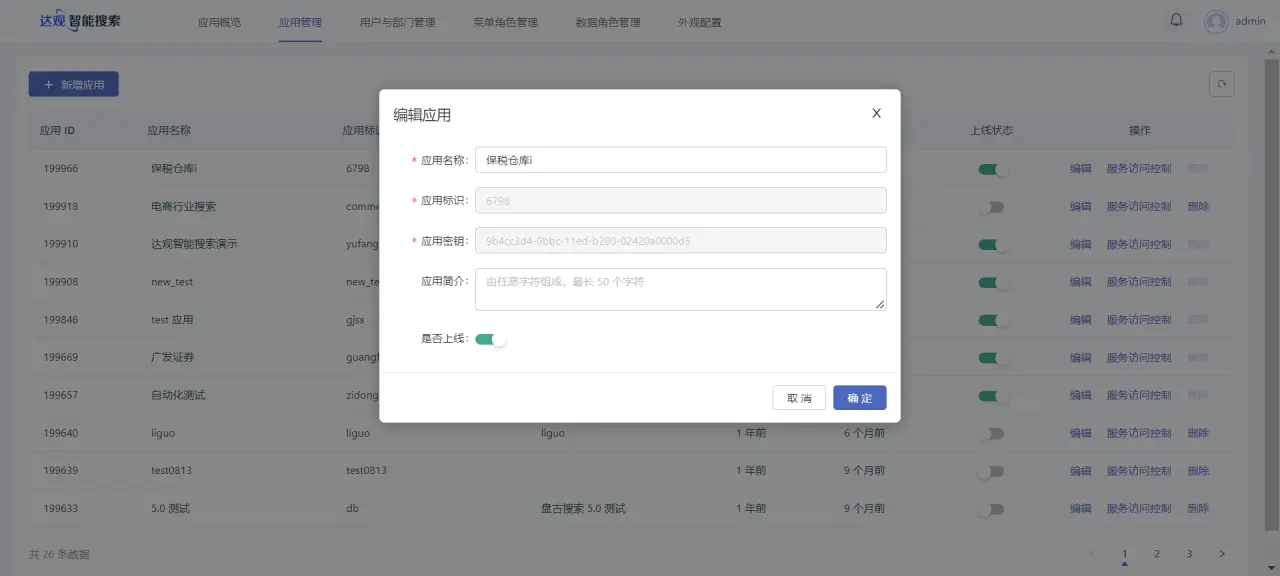 达观智能搜索 应用概览 应用管理 用户与部门管理 菜单角色管理 数据角色管理 外观配置 admin
+ 新增应用
应用 ID 应用名称 应用标识 上线状态 操作
编辑应用 X
* 应用名称: 保税仓库i
* 应用标识: 6798
* 应用密钥: 9b4cc3d4-0bbc-11ed-b280-02420a0000d5
应用简介: 由任意字符组成，最长 50 个字符
是否上线:
取 消 确 定
199966 保税仓库i 6798 编辑 服务访问控制 删除
199918 电商行业搜索 comme 编辑 服务访问控制 删除
199910 达观智能搜索演示 yufang 编辑 服务访问控制 删除
199908 new_test new_te 编辑 服务访问控制 删除
199846 test 应用 gjss 编辑 服务访问控制 删除
199669 广发证券 guangf 编辑 服务访问控制 删除
199657 自动化测试 zidong 编辑 服务访问控制 删除
199640 liguo liguo liguo 1 年前 6 个月前 编辑 服务访问控制 删除
199639 test0813 test0813 1 年前 9 个月前 编辑 服务访问控制 删除
199633 5.0 测试 db 盘古搜索 5.0 测试 1 年前 9 个月前 编辑 服务访问控制 删除
共 26 条数据 < 1 2 3 >